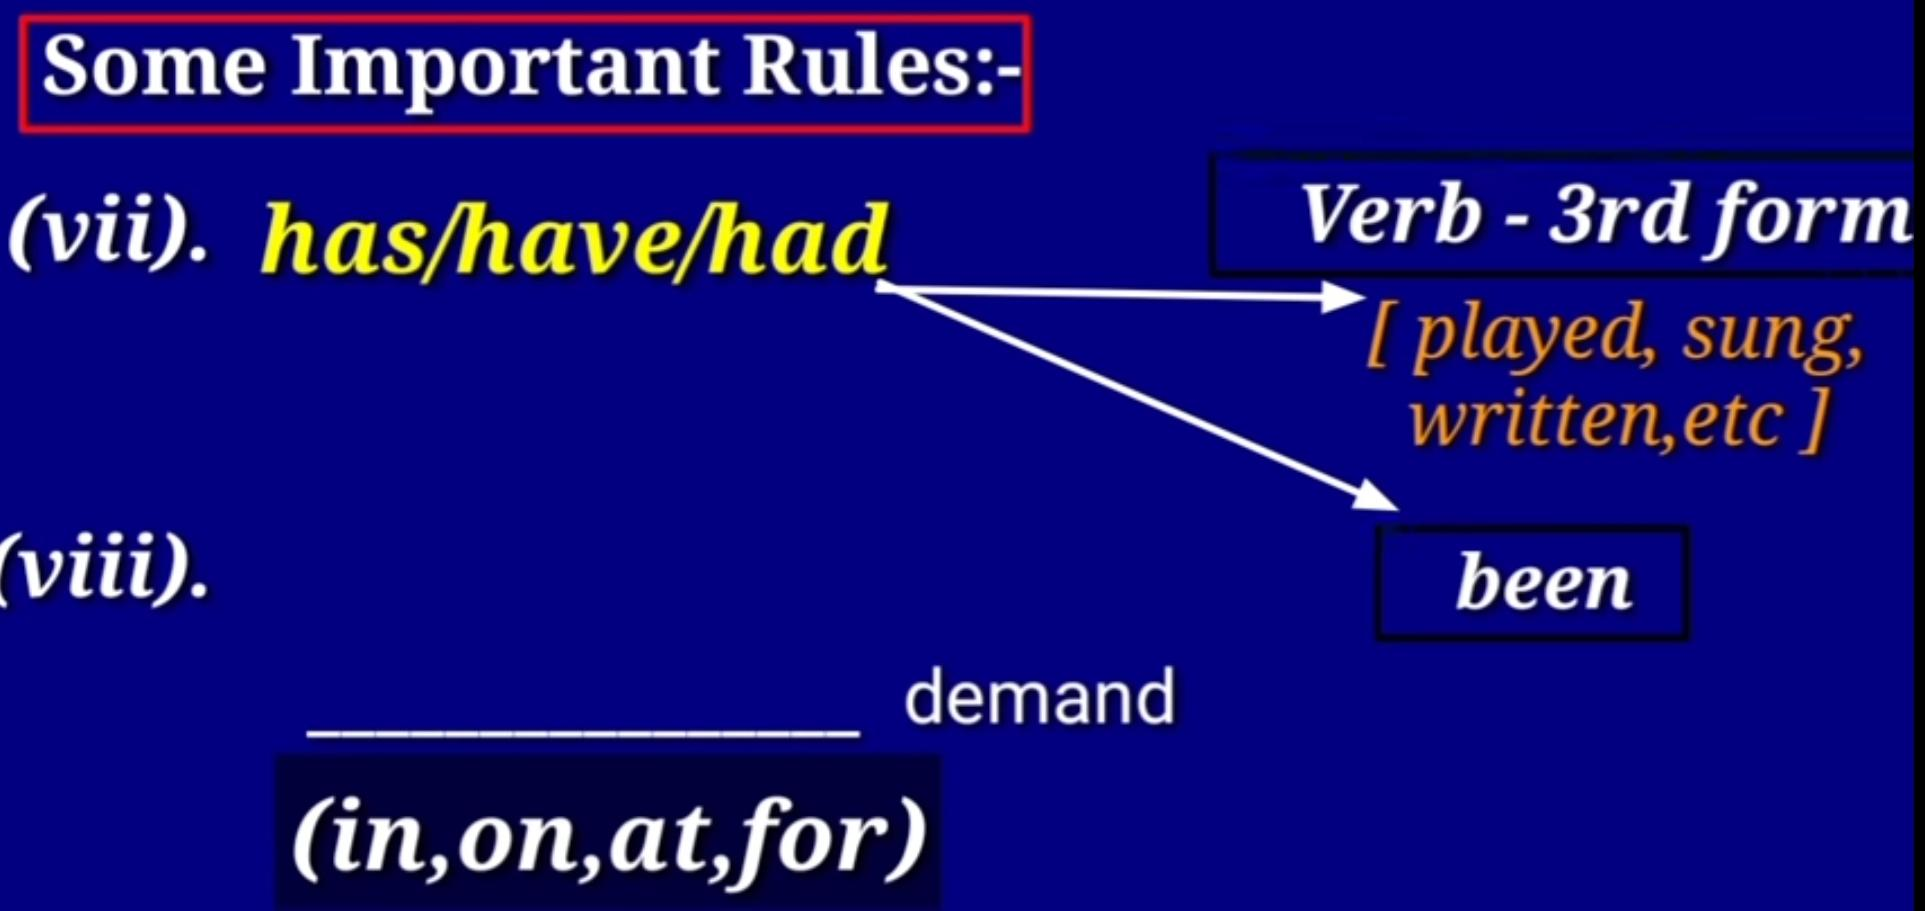 Some Important Rules:-
(vii). has/have/had
Verb - 3rd form
[ played, sung,
written,etc ]
been
(viii).
________________ demand
(in,on,at,for)